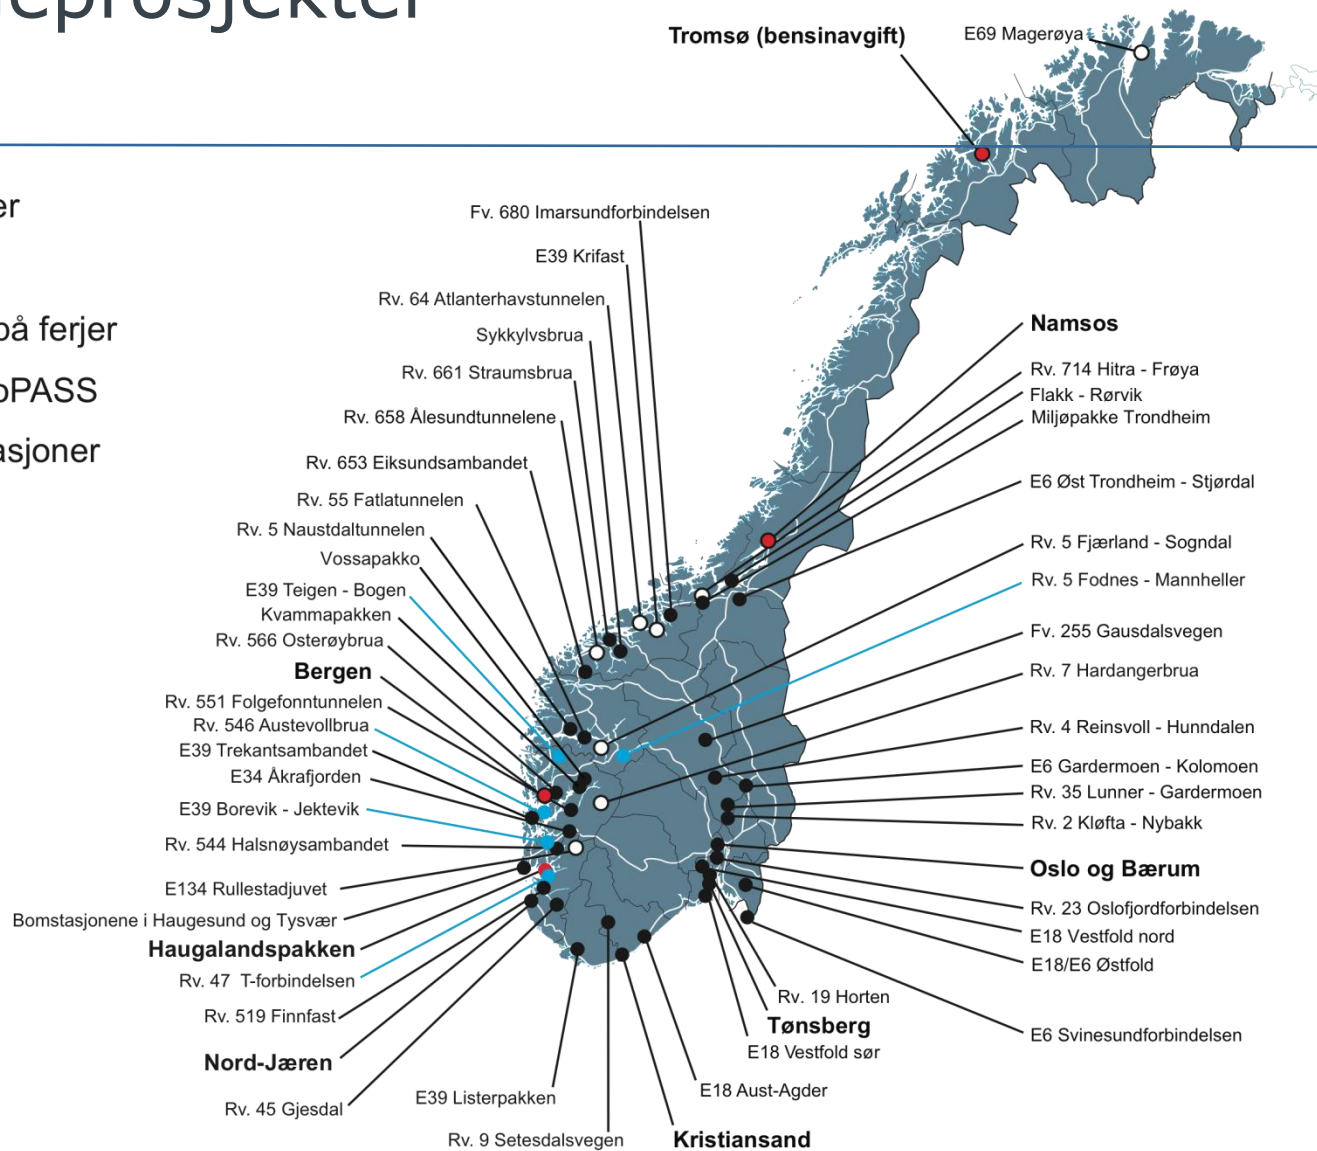 eprosjekter
Tromsø (bensinavgift)
E69 Magerøya
er
på ferjer
oPASS
asjoner
Fv. 680 Imarsundforbindelsen
E39 Krifast
Rv. 64 Atlanterhavstunnelen
Sykkylvsbrua
Rv. 661 Straumsbrua
Rv. 658 Ålesundtunnelene
Rv. 653 Eiksundsambandet
Rv. 55 Fatlatunnelen
Rv. 5 Naustdaltunnelen
Vossapakko
E39 Teigen - Bogen
Kvammapakken
Rv. 566 Osterøybrua
Bergen
Rv. 551 Folgefonntunnelen
Rv. 546 Austevollbrua
E39 Trekantsambandet
E34 Åkrafjorden
E39 Borevik - Jektevik
Rv. 544 Halsnøysambandet
E134 Rullestadjuvet
Bomstasjonene i Haugesund og Tysvær
Haugalandspakken
Rv. 47 T-forbindelsen
Rv. 519 Finnfast
Nord-Jæren
Rv. 45 Gjesdal
E39 Listerpakken
Rv. 9 Setesdalsvegen
Kristiansand
E18 Aust-Agder
E18 Vestfold sør
Tønsberg
Rv. 19 Horten
Namsos
Rv. 714 Hitra - Frøya
Flakk - Rørvik
Miljøpakke Trondheim
E6 Øst Trondheim - Stjørdal
Rv. 5 Fjærland - Sogndal
Rv. 5 Fodnes - Mannheller
Fv. 255 Gausdalsvegen
Rv. 7 Hardangerbrua
Rv. 4 Reinsvoll - Hunndalen
E6 Gardermoen - Kolomoen
Rv. 35 Lunner - Gardermoen
Rv. 2 Kløfta - Nybakk
Oslo og Bærum
Rv. 23 Oslofjordforbindelsen
E18 Vestfold nord
E18/E6 Østfold
E6 Svinesundforbindelsen